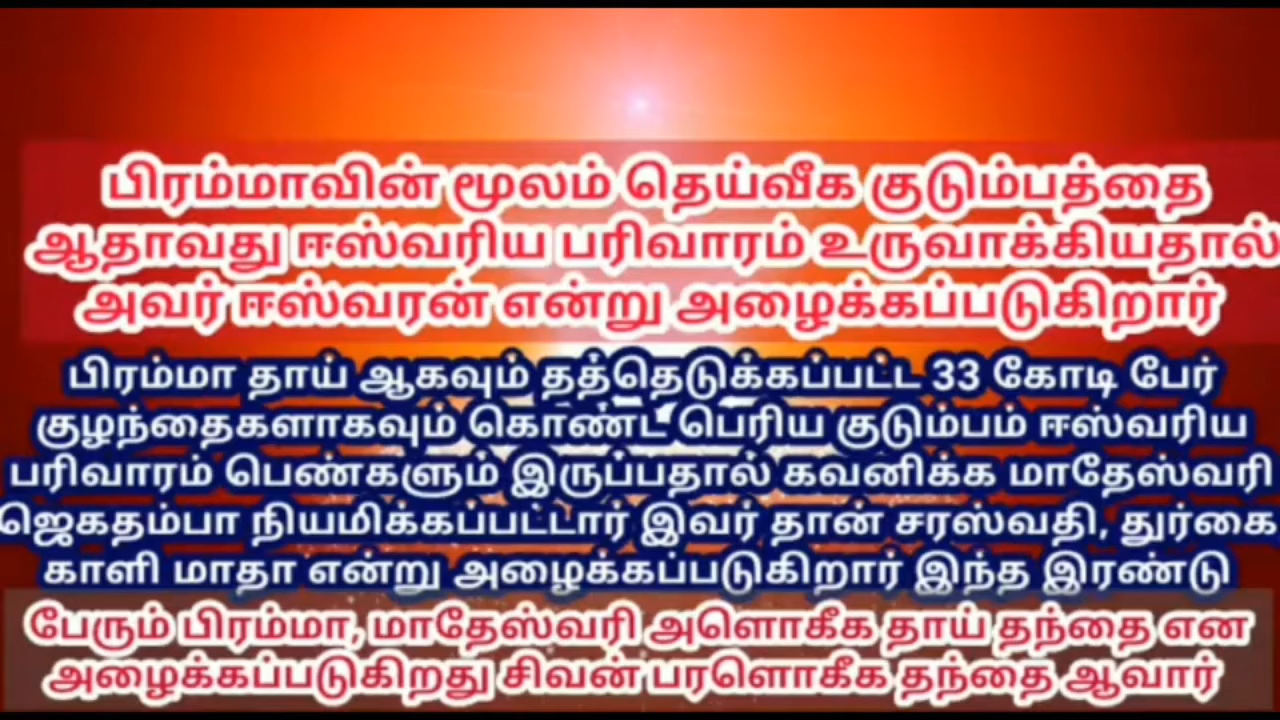 பிரம்மாவின் மூலம் தெய்வீக குடும்பத்தை
ஆதாவது ஈஸ்வரிய பரிவாரம் உருவாக்கியதால்
அவர் ஈஸ்வரன் என்று அழைக்கப்படுகிறார்
பிரம்மா தாய் ஆகவும் தத்தெடுக்கப்பட்ட 33 கோடி பேர்
குழந்தைகளாகவும் கொண்ட பெரிய குடும்பம் ஈஸ்வரிய
பரிவாரம் பெண்களும் இருப்பதால் கவனிக்க மாதேஸ்வரி
ஜெகதம்பா நியமிக்கப்பட்டார் இவர் தான் சரஸ்வதி, துர்கை,
காளி மாதா என்று அழைக்கப்படுகிறார் இந்த இரண்டு
பேரும் பிரம்மா, மாதேஸ்வரி அளொகீக தாய் தந்தை என
அழைக்கப்படுகிறது சிவன் பரளொகீக தந்தை ஆவார்